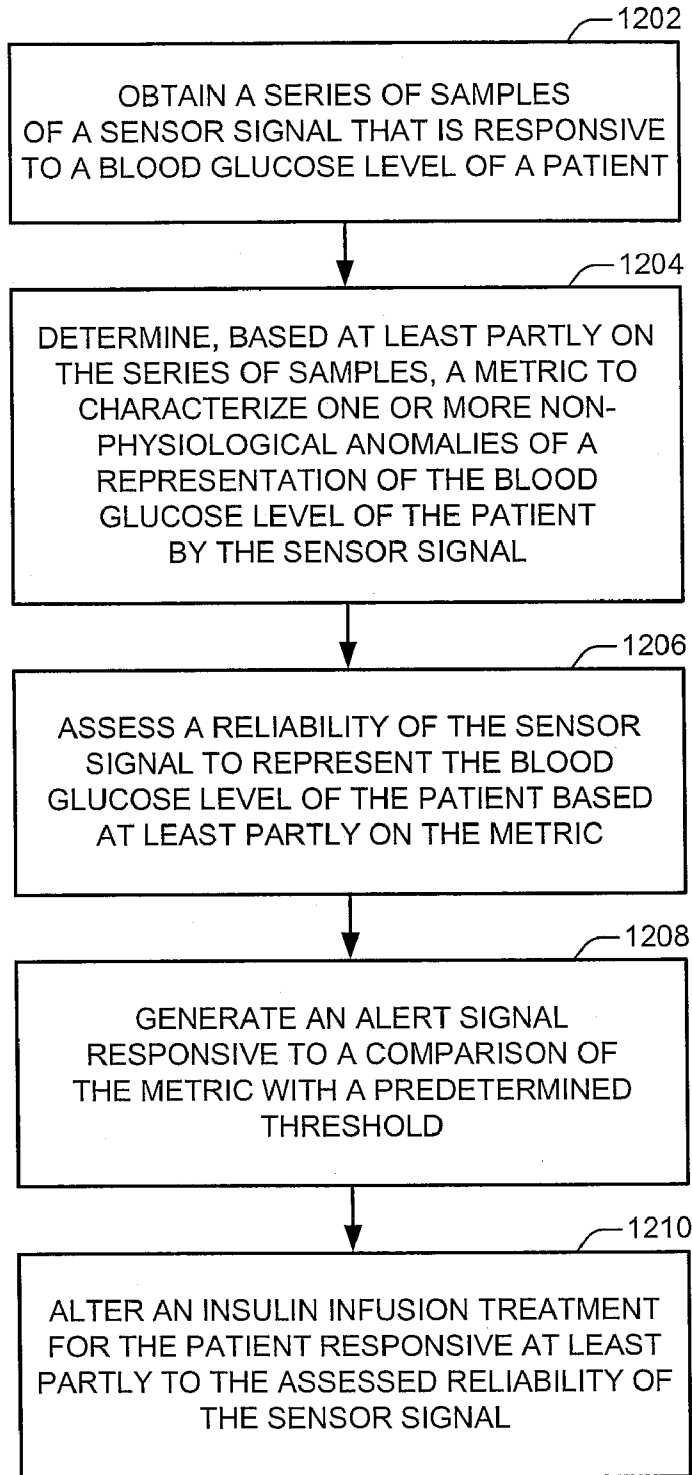 1202
OBTAIN A SERIES OF SAMPLES
OF A SENSOR SIGNAL THAT IS RESPONSIVE
TO A BLOOD GLUCOSE LEVEL OF A PATIENT
1204
DETERMINE, BASED AT LEAST PARTLY ON
THE SERIES OF SAMPLES, A METRIC TO
CHARACTERIZE ONE OR MORE NON-
PHYSIOLOGICAL ANOMALIES OF A
REPRESENTATION OF THE BLOOD
GLUCOSE LEVEL OF THE PATIENT
BY THE SENSOR SIGNAL
1206
ASSESS A RELIABILITY OF THE SENSOR
SIGNAL TO REPRESENT THE BLOOD
GLUCOSE LEVEL OF THE PATIENT BASED
AT LEAST PARTLY ON THE METRIC
1208
GENERATE AN ALERT SIGNAL
RESPONSIVE TO A COMPARISON OF
THE METRIC WITH A PREDETERMINED
THRESHOLD
1210
ALTER AN INSULIN INFUSION TREATMENT
FOR THE PATIENT RESPONSIVE AT LEAST
PARTLY TO THE ASSESSED RELIABILITY OF
THE SENSOR SIGNAL